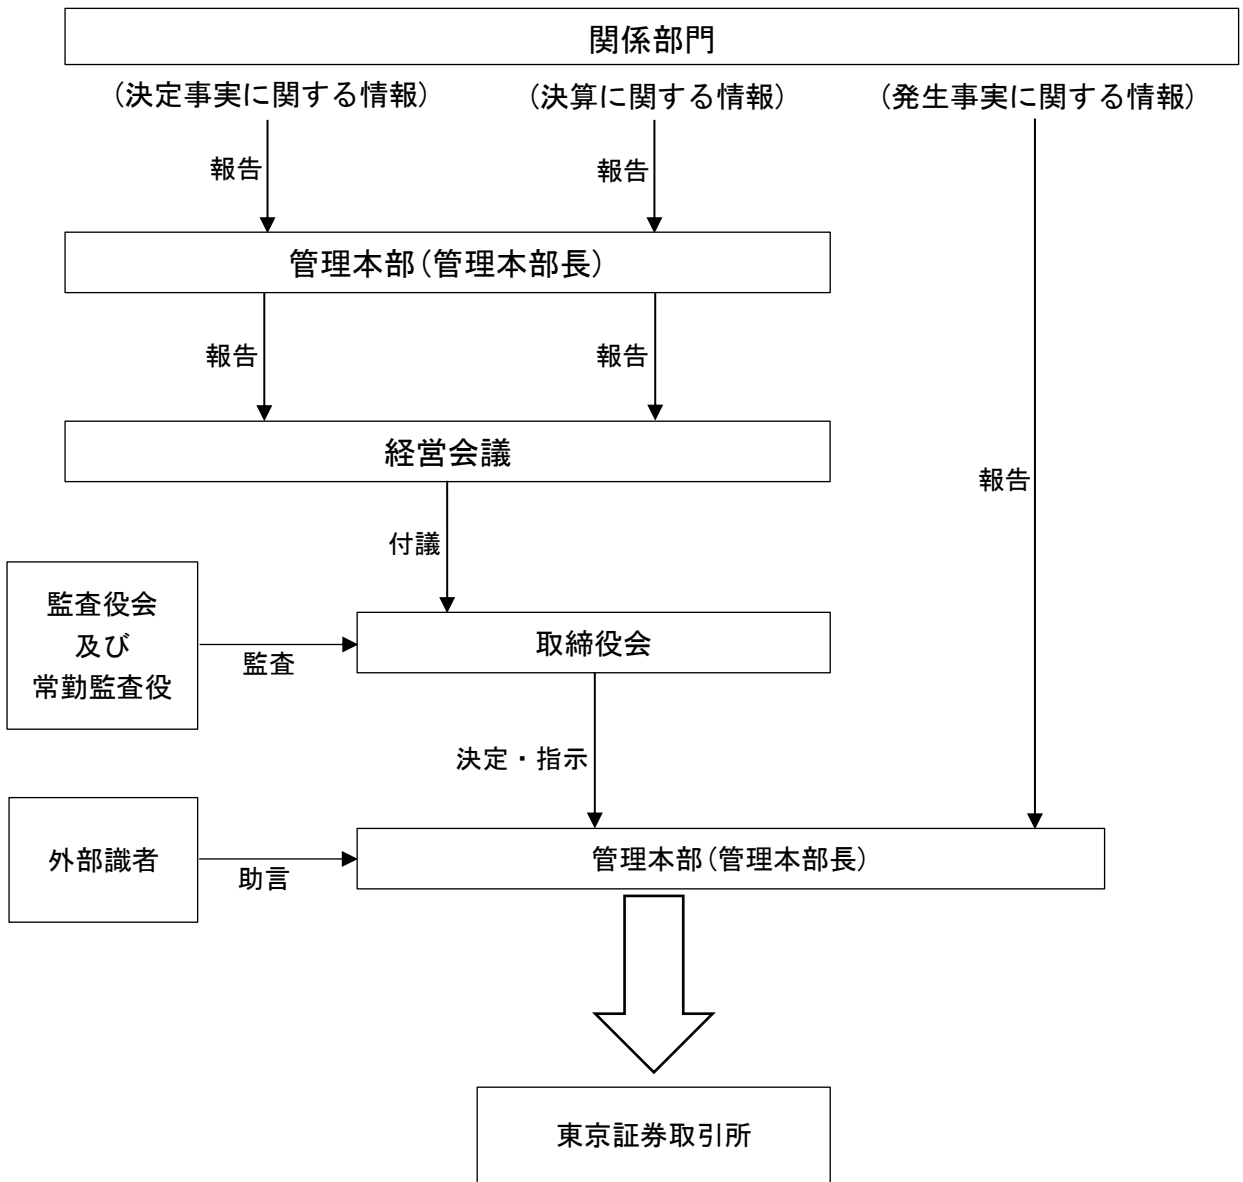 関係部門
(決定事実に関する情報)
(決算に関する情報)
(発生事実に関する情報)
報告
報告
管理本部(管理本部長)
報告
報告
経営会議
報告
付議
監査役会
及び
常勤監査役
監査
取締役会
決定・指示
外部識者
助言
管理本部(管理本部長)
東京証券取引所